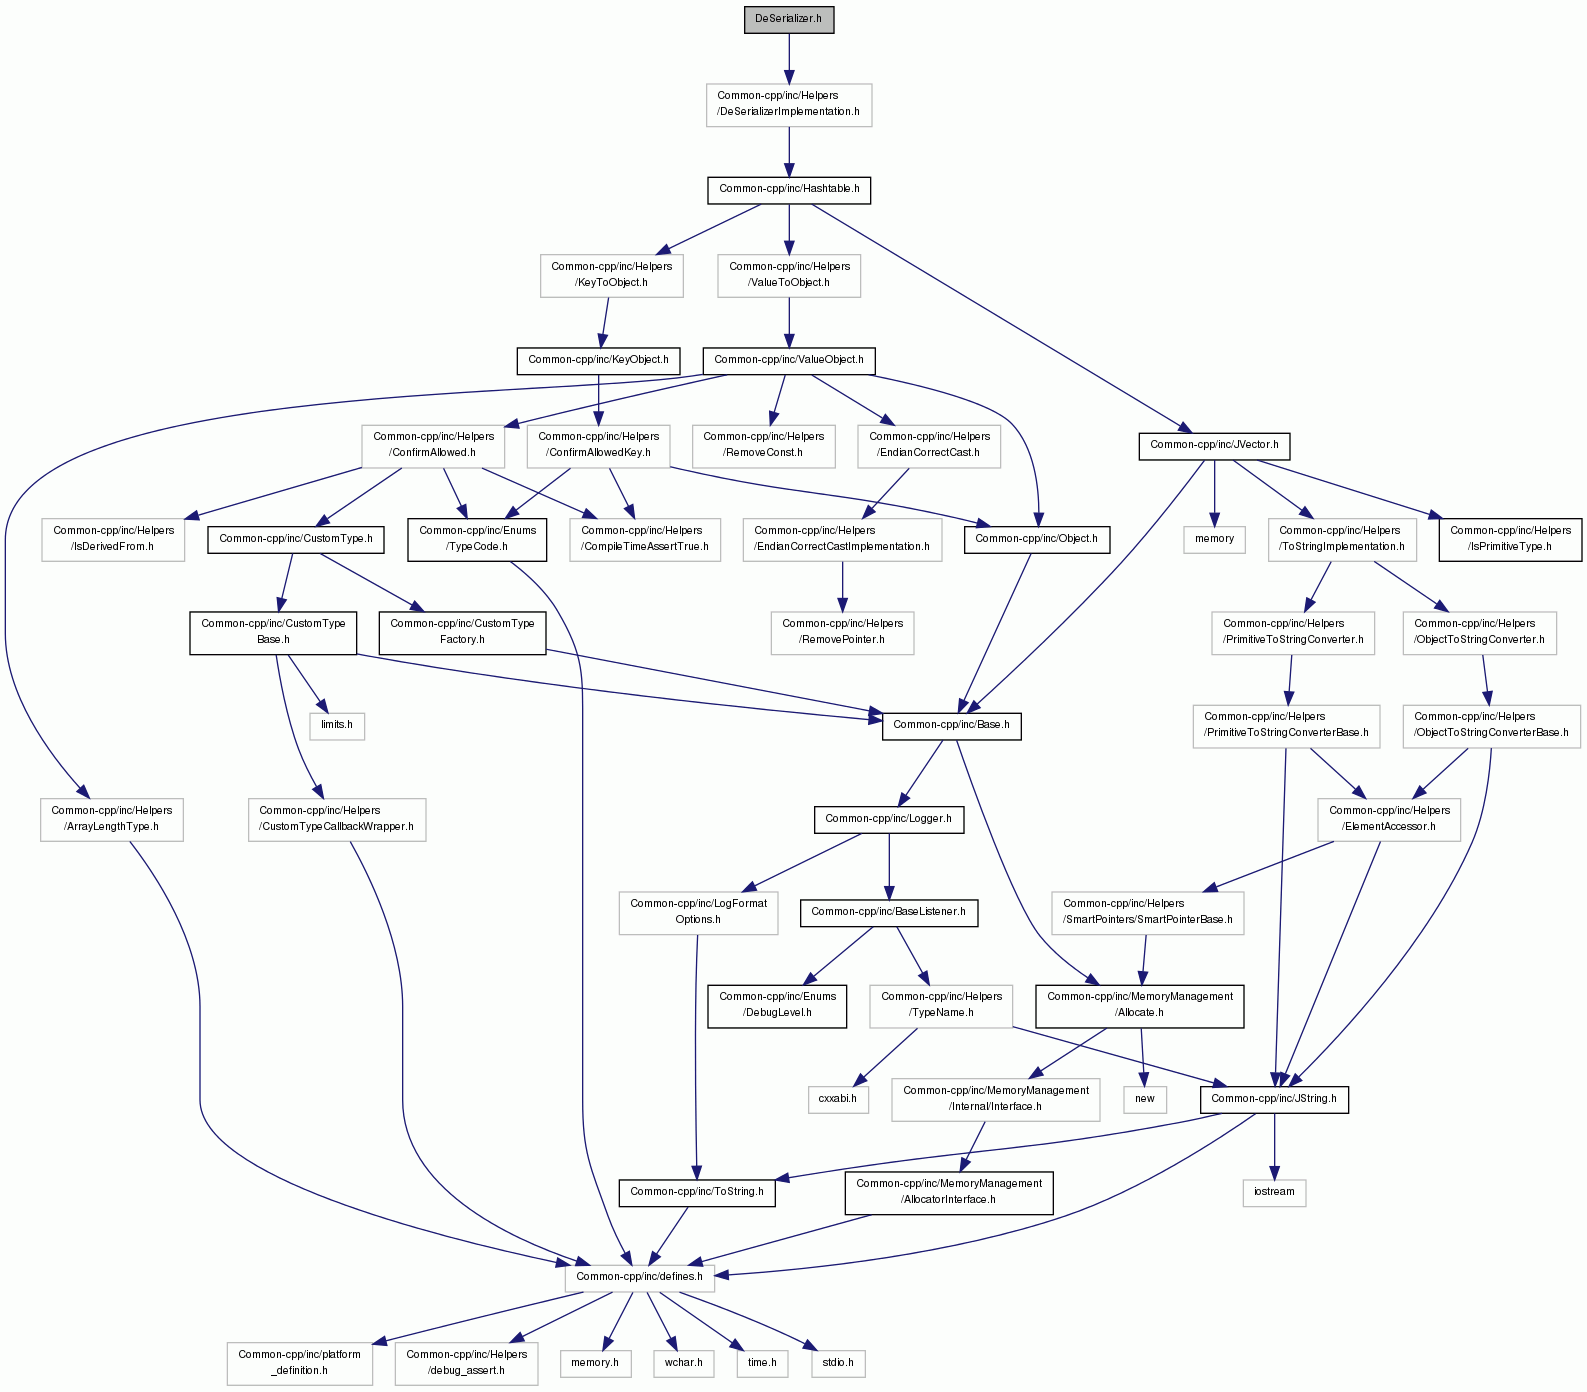 DeSerializer.h
Common-cpp/inc/Helpers
/DeSerializerImplementation.h
Common-cpp/inc/Hashtable.h
Common-cpp/inc/Helpers
/KeyToObject.h
Common-cpp/inc/Helpers
/ValueToObject.h
Common-cpp/inc/KeyObject.h
Common-cpp/inc/ValueObject.h
Common-cpp/inc/Helpers
/ConfirmAllowed.h
Common-cpp/inc/Helpers
/ConfirmAllowedKey.h
Common-cpp/inc/Helpers
/RemoveConst.h
Common-cpp/inc/Helpers
/EndianCorrectCast.h
Common-cpp/inc/JVector.h
Common-cpp/inc/Helpers
/IsDerivedFrom.h
Common-cpp/inc/CustomType.h
Common-cpp/inc/Enums
/TypeCode.h
Common-cpp/inc/Helpers
/CompileTimeAssertTrue.h
Common-cpp/inc/Helpers
/EndianCorrectCastImplementation.h
Common-cpp/inc/Object.h
memory
Common-cpp/inc/Helpers
/ToStringImplementation.h
Common-cpp/inc/Helpers
/IsPrimitiveType.h
Common-cpp/inc/CustomType
Base.h
Common-cpp/inc/CustomType
Factory.h
Common-cpp/inc/Helpers
/RemovePointer.h
Common-cpp/inc/Helpers
/PrimitiveToStringConverter.h
Common-cpp/inc/Helpers
/ObjectToStringConverter.h
limits.h
Common-cpp/inc/Base.h
Common-cpp/inc/Helpers
/PrimitiveToStringConverterBase.h
Common-cpp/inc/Helpers
/ObjectToStringConverterBase.h
Common-cpp/inc/Helpers
/ArrayLengthType.h
Common-cpp/inc/Helpers
/CustomTypeCallbackWrapper.h
Common-cpp/inc/Logger.h
Common-cpp/inc/Helpers
/ElementAccessor.h
Common-cpp/inc/LogFormat
Options.h
Common-cpp/inc/BaseListener.h
Common-cpp/inc/Helpers
/SmartPointers/SmartPointerBase.h
Common-cpp/inc/Enums
/DebugLevel.h
Common-cpp/inc/Helpers
/TypeName.h
Common-cpp/inc/MemoryManagement
/Allocate.h
cxxabi.h
Common-cpp/inc/MemoryManagement
/Internal/Interface.h
new
Common-cpp/inc/JString.h
Common-cpp/inc/ToString.h
Common-cpp/inc/MemoryManagement
/AllocatorInterface.h
iostream
Common-cpp/inc/defines.h
Common-cpp/inc/platform
_definition.h
Common-cpp/inc/Helpers
/debug_assert.h
memory.h
wchar.h
time.h
stdio.h